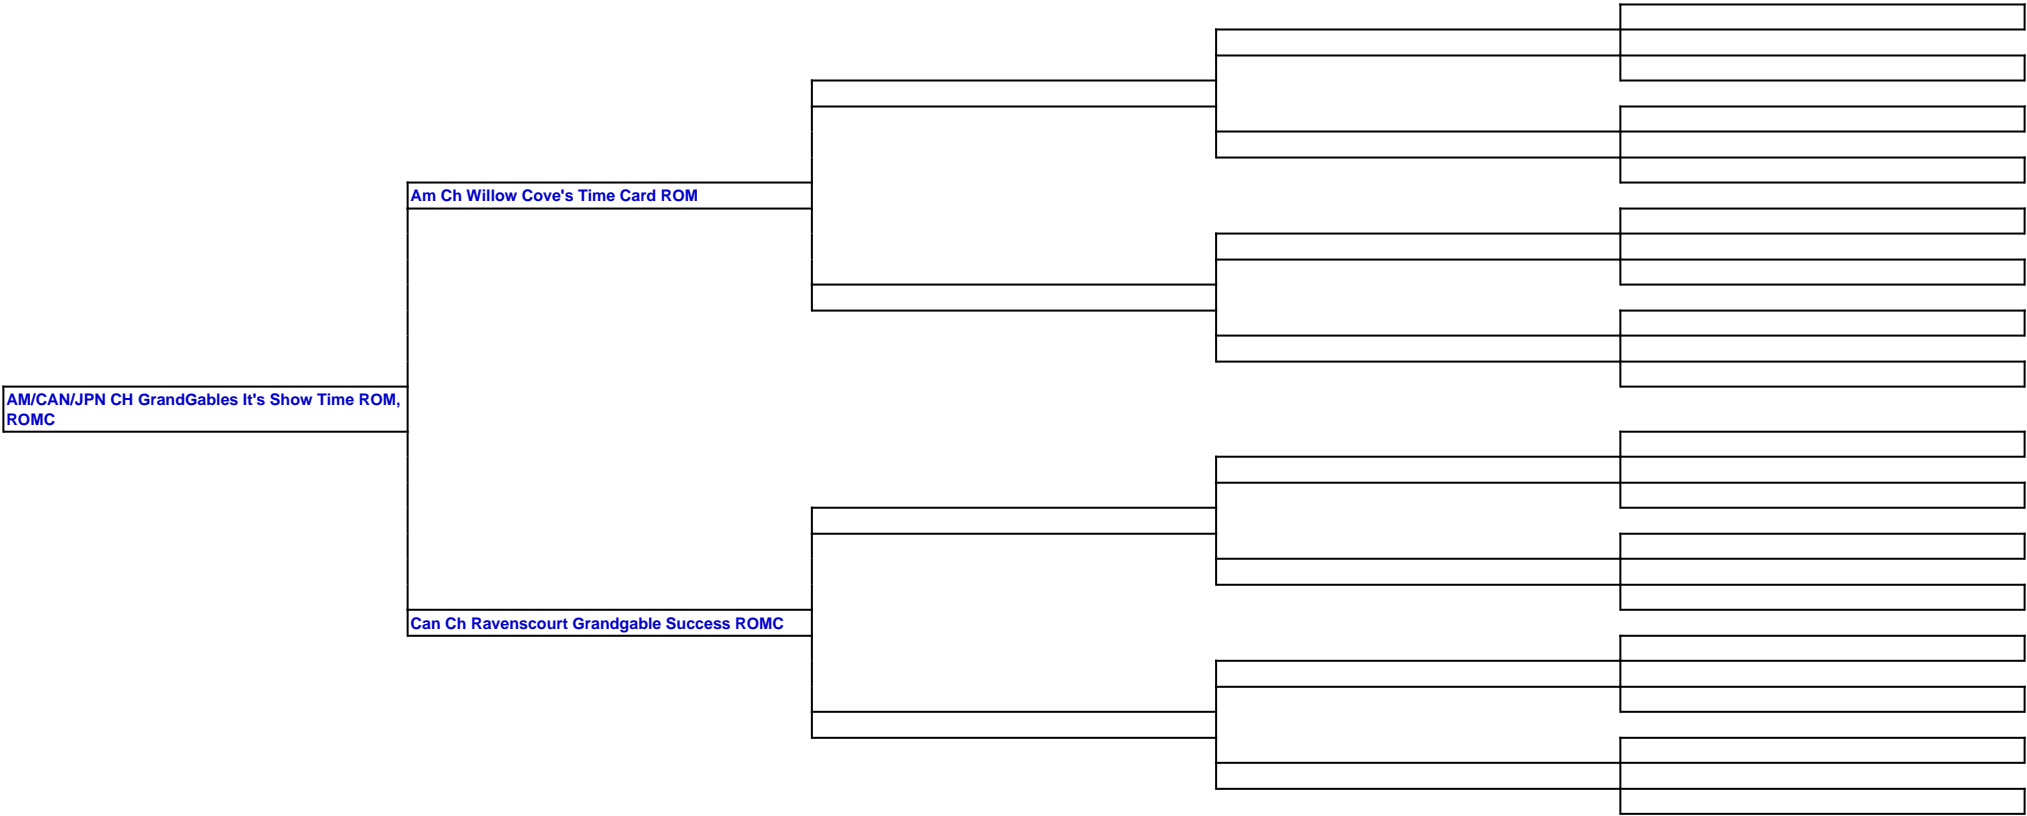 Am Ch Willow Cove's Time Card ROM
AM/CAN/JPN CH GrandGables It's Show Time ROM,
ROMC
Can Ch Ravenscourt Grandgable Success ROMC